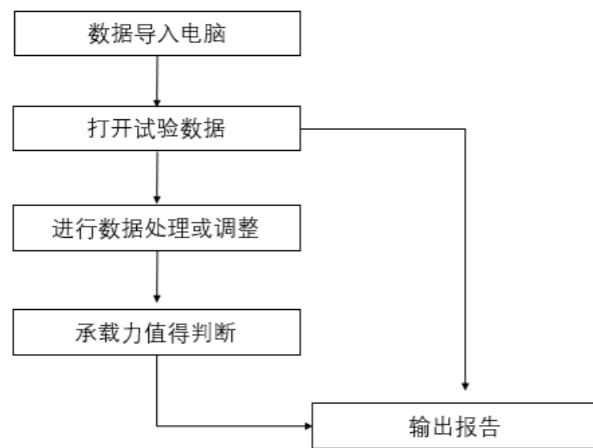 数据导入电脑
打开试验数据
进行数据处理或调整
承载力值得判断
输出报告